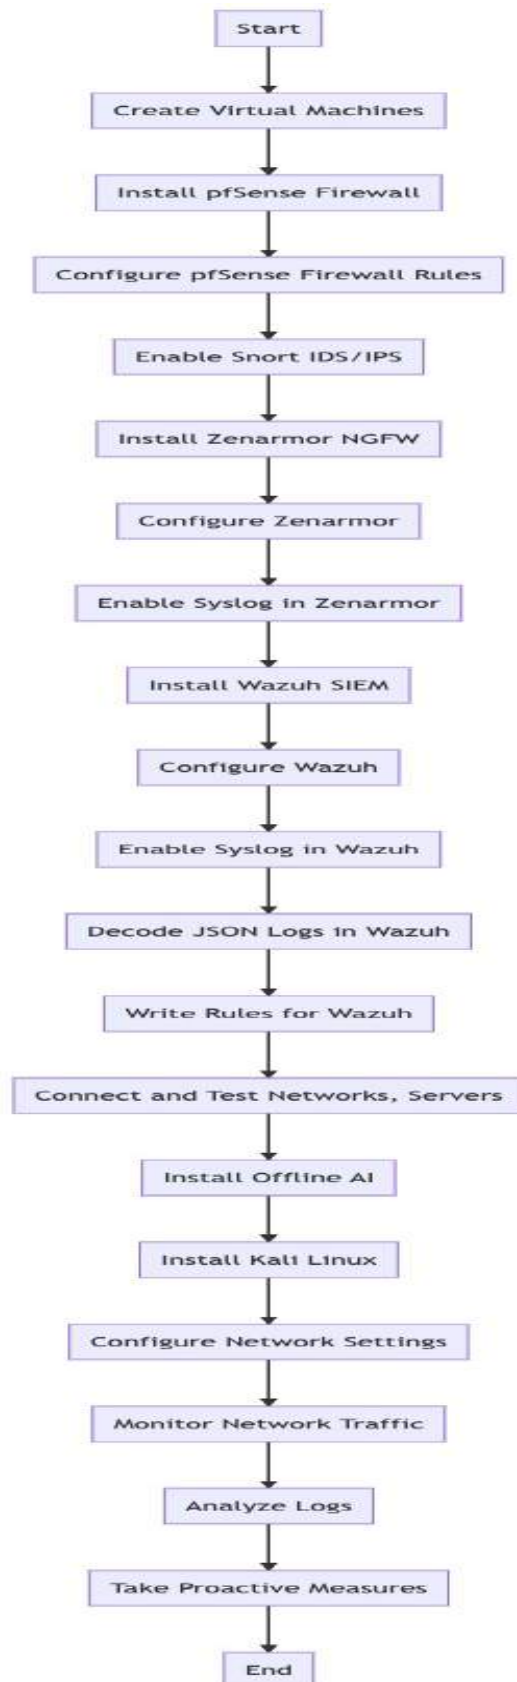 Start
Create Virtual Machines
Install pfSense Firewall
Configure pfSense Firewall Rules
Enable Snort IDS/IPS
Install Zenarmor NGFW
Configure Zenarmor
Enable Syslog in Zenarmor
Install Wazuh SIEM
Configure Wazuh
Enable Syslog in Wazuh
Decode JSON Logs in Wazuh
Write Rules for Wazuh
Connect and Test Networks, Servers
Install Offline AI
Install Kali Linux
Configure Network Settings
Monitor Network Traffic
Analyze Logs
Take Proactive Measures
End